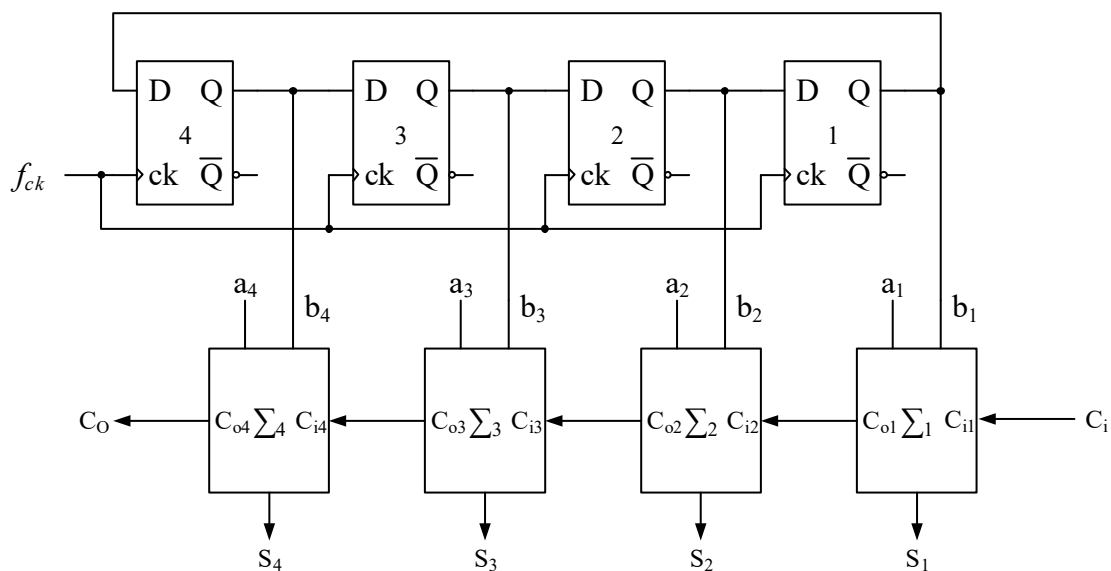 D Q D Q D Q D Q
4 3 2 1
f_ck ck Q̅ ck Q̅ ck Q̅ ck Q̅
a₄ b₄ a₃ b₃ a₂ b₂ a₁ b₁
C_O C_o4 ∑₄ C_i4 C_o3 ∑₃ C_i3 C_o2 ∑₂ C_i2 C_o1 ∑₁ C_i1 C_i
S₄ S₃ S₂ S₁